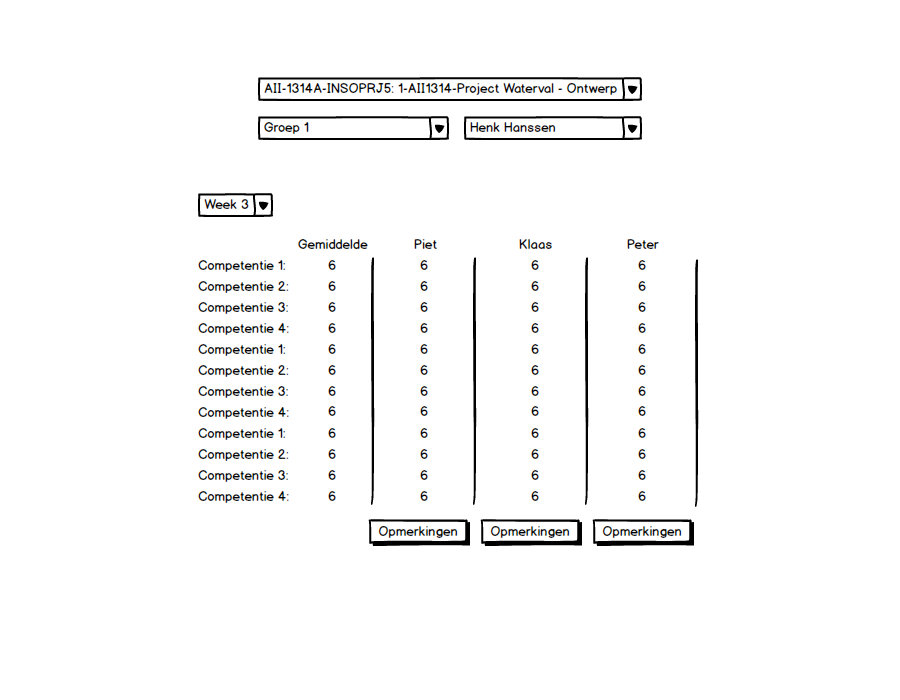 AII-1314A-INSOPRJ5: 1-AII1314-Project Waterval - Ontwerp
Groep 1 Henk Hanssen
Week 3
Gemiddelde Piet Klaas Peter
Competentie 1: 6 6 6 6
Competentie 2: 6 6 6 6
Competentie 3: 6 6 6 6
Competentie 4: 6 6 6 6
Competentie 1: 6 6 6 6
Competentie 2: 6 6 6 6
Competentie 3: 6 6 6 6
Competentie 4: 6 6 6 6
Competentie 1: 6 6 6 6
Competentie 2: 6 6 6 6
Competentie 3: 6 6 6 6
Competentie 4: 6 6 6 6
Opmerkingen Opmerkingen Opmerkingen